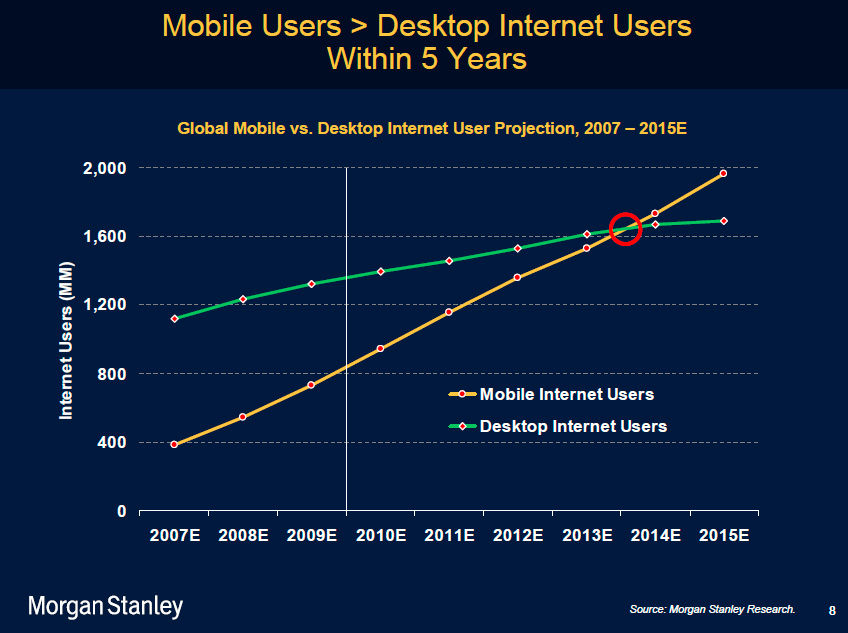 Mobile Users > Desktop Internet Users
Within 5 Years
Global Mobile vs. Desktop Internet User Projection, 2007 – 2015E
Internet Users (MM)
2,000
1,600
1,200
800
400
0
Mobile Internet Users
Desktop Internet Users
2007E 2008E 2009E 2010E 2011E 2012E 2013E 2014E 2015E
Morgan Stanley
Source: Morgan Stanley Research.
8